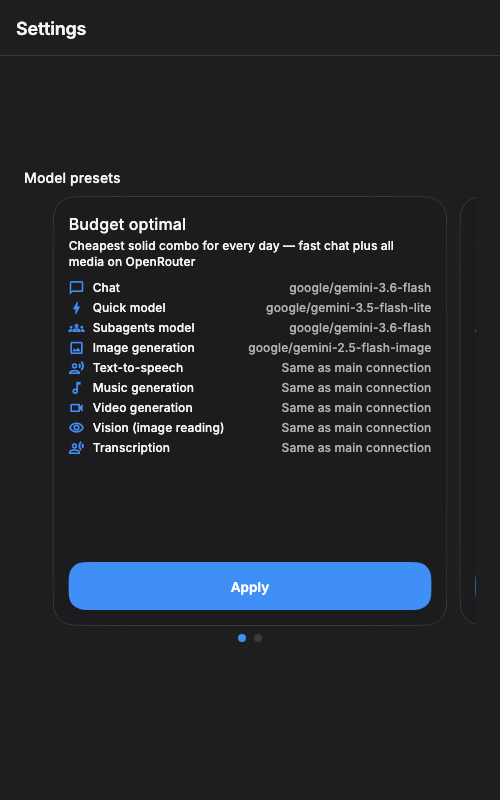 Settings
Model presets
Budget optimal
Cheapest solid combo for every day — fast chat plus all
media on OpenRouter
Chat google/gemini-3.6-flash
Quick model google/gemini-3.5-flash-lite
Subagents model google/gemini-3.6-flash
Image generation google/gemini-2.5-flash-image
Text-to-speech Same as main connection
Music generation Same as main connection
Video generation Same as main connection
Vision (image reading) Same as main connection
Transcription Same as main connection
Apply